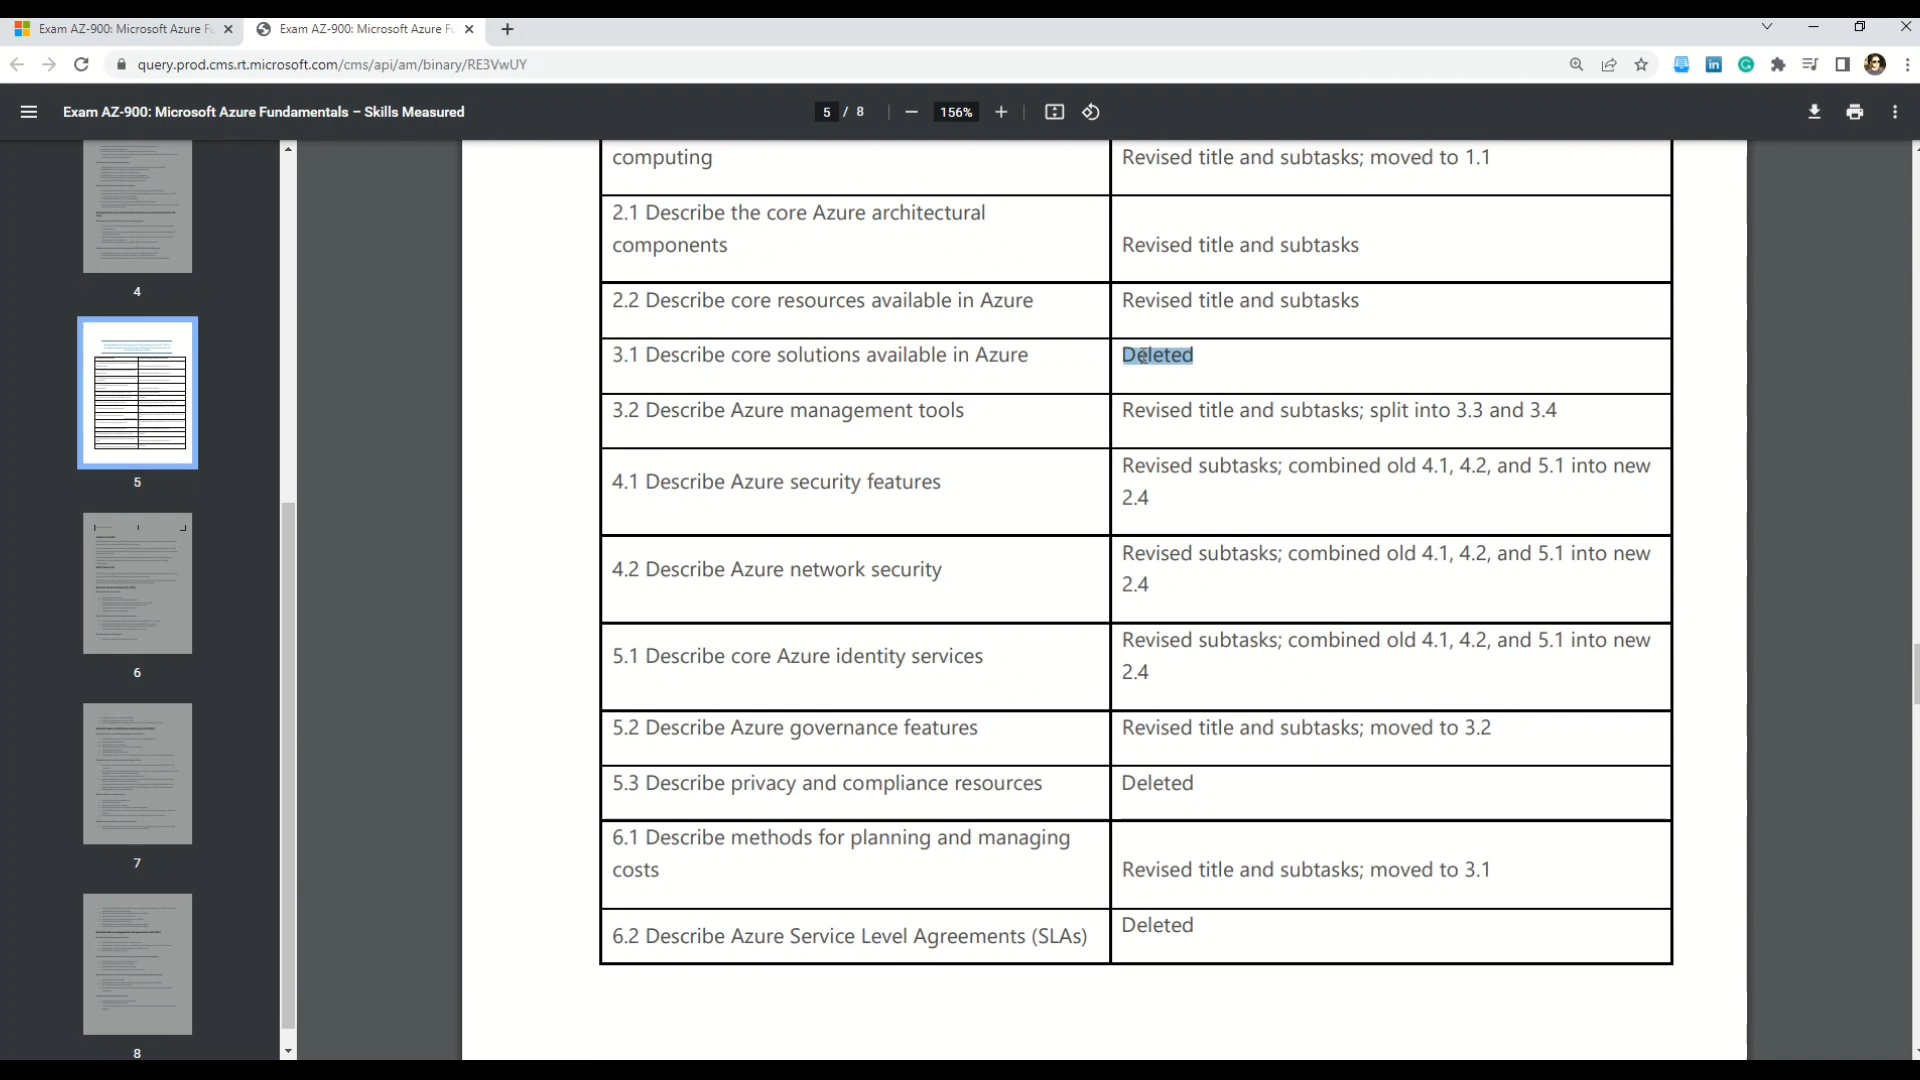 Exam AZ-900: Microsoft Azure F
Exam AZ-900: Microsoft Azure F
query.prod.cms.rt.microsoft.com/cms/api/am/binary/RE3VwUY
Exam AZ-900: Microsoft Azure Fundamentals – Skills Measured
5 / 8
156%
4
5
6
7
8
computing
Revised title and subtasks; moved to 1.1
2.1 Describe the core Azure architectural
components
Revised title and subtasks
2.2 Describe core resources available in Azure
Revised title and subtasks
3.1 Describe core solutions available in Azure
Deleted
3.2 Describe Azure management tools
Revised title and subtasks; split into 3.3 and 3.4
4.1 Describe Azure security features
Revised subtasks; combined old 4.1, 4.2, and 5.1 into new
2.4
4.2 Describe Azure network security
Revised subtasks; combined old 4.1, 4.2, and 5.1 into new
2.4
5.1 Describe core Azure identity services
Revised subtasks; combined old 4.1, 4.2, and 5.1 into new
2.4
5.2 Describe Azure governance features
Revised title and subtasks; moved to 3.2
5.3 Describe privacy and compliance resources
Deleted
6.1 Describe methods for planning and managing
costs
Revised title and subtasks; moved to 3.1
6.2 Describe Azure Service Level Agreements (SLAs)
Deleted